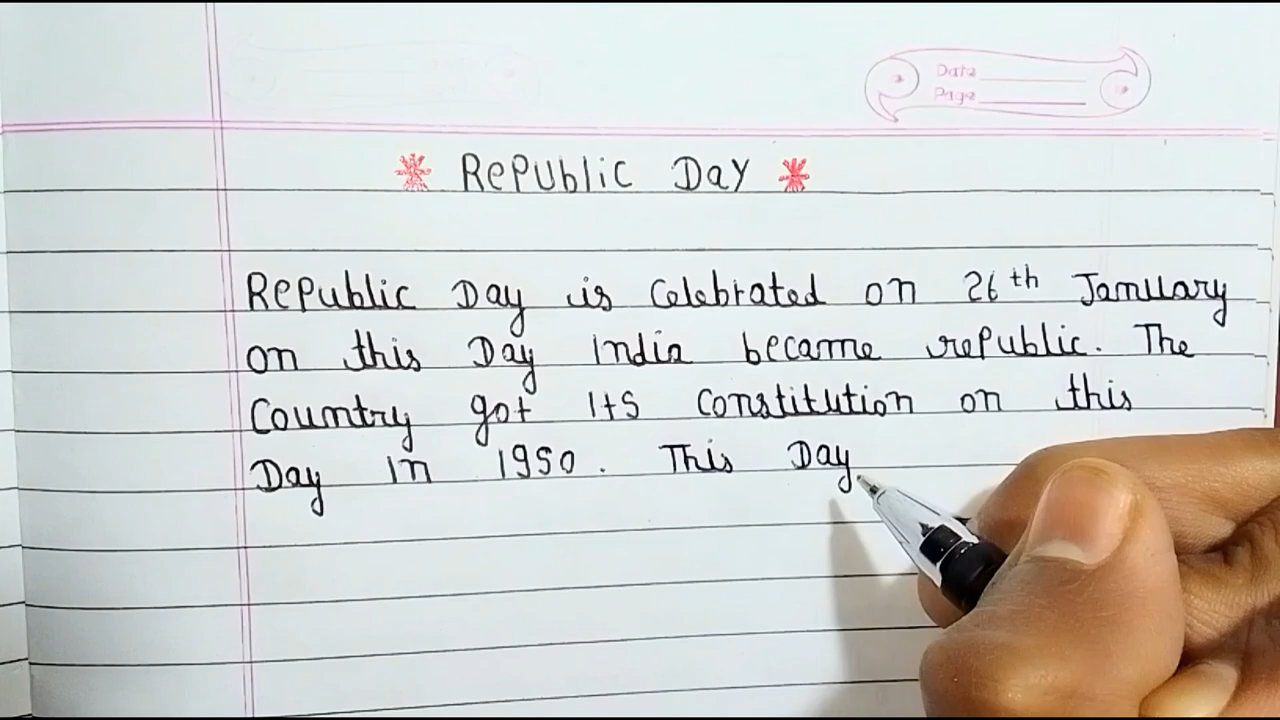 Date
Page
* Republic Day *
Republic Day is Celebrated on 26th January
on this Day India became republic. The
Country got Its Constitution on this
Day In 1950. This Day